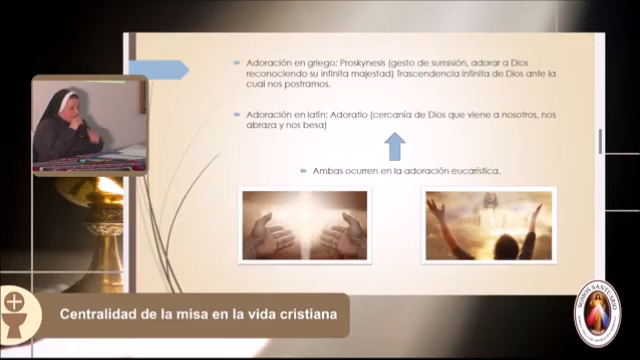 Adoración en griego: Proskynesis (gesto de sumisión, adorar a Dios
reconociendo su infinita majestad) Trascendencia infinita de Dios ante la
cual nos postramos.
Adoración en latín: Adoratio (cercanía de Dios que viene a nosotros, nos
abraza y nos besa)
Ambas ocurren en la adoración eucarística.
Centralidad de la misa en la vida cristiana
SOMOS SANTUARIO